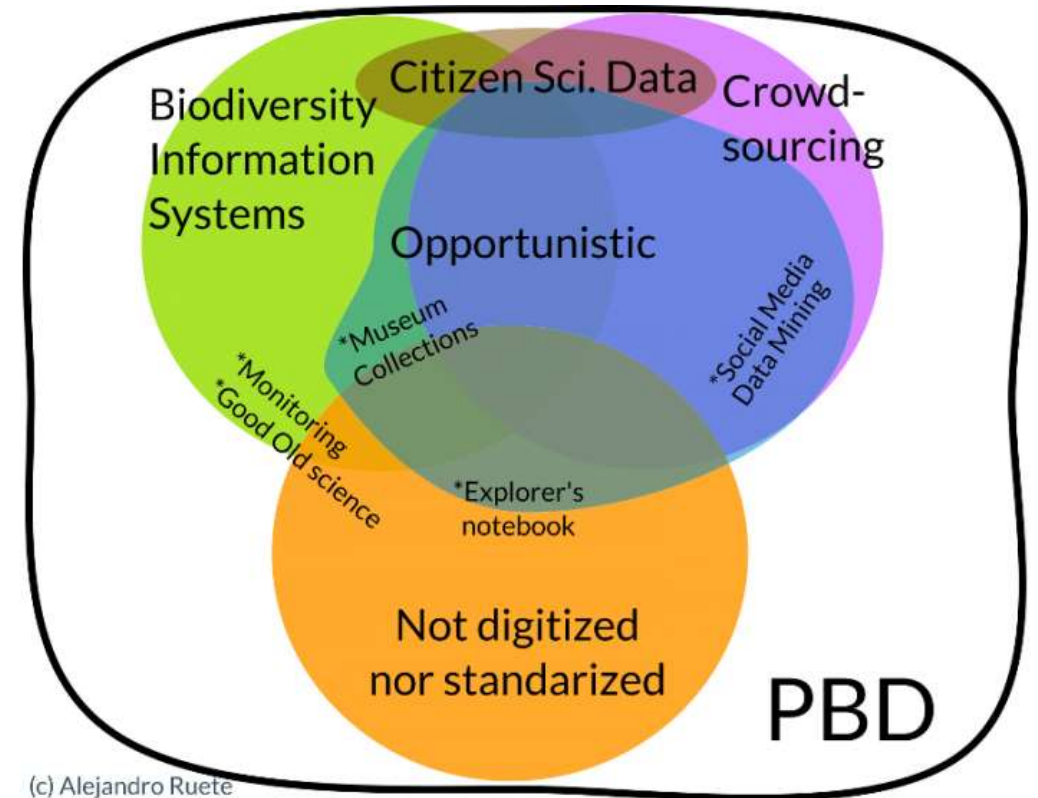 Citizen Sci. Data
Biodiversity
Information
Systems
Crowd-
sourcing
Opportunistic
*Museum
Collections
*Social Media
Data Mining
*Monitoring
*Good Old science
*Explorer's
notebook
Not digitized
nor standarized
PBD
(c) Alejandro Ruete